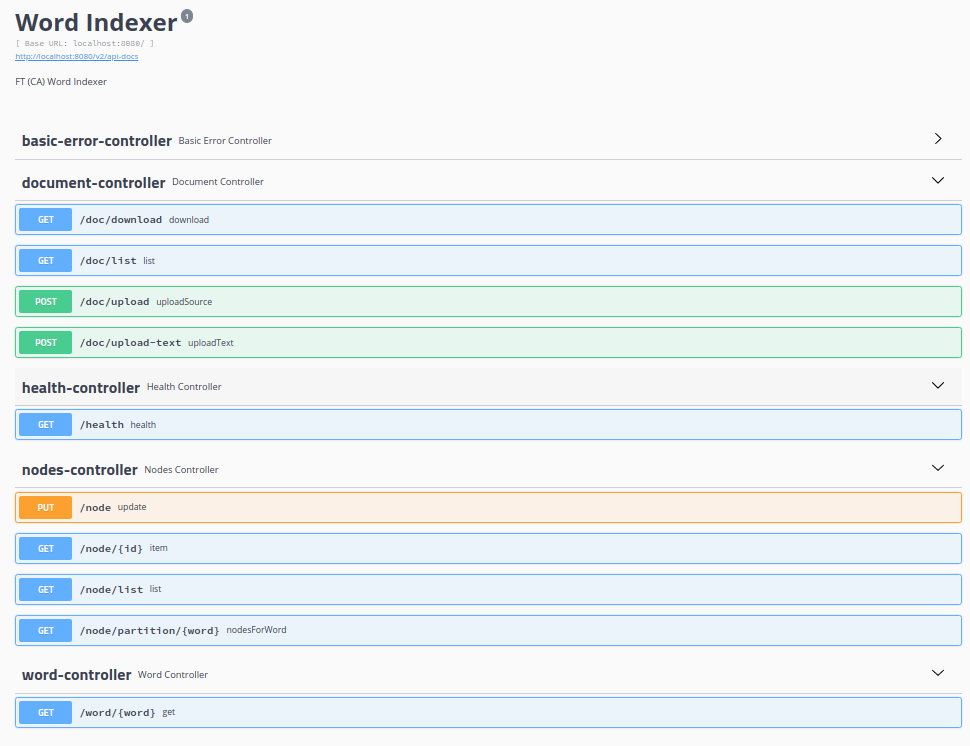 Word Indexer 1
[ Base URL: localhost:8080/ ]
http://localhost:8080/v2/api-docs
FT (CA) Word Indexer
basic-error-controller Basic Error Controller
document-controller Document Controller
GET /doc/download download
GET /doc/list list
POST /doc/upload uploadSource
POST /doc/upload-text uploadText
health-controller Health Controller
GET /health health
nodes-controller Nodes Controller
PUT /node update
GET /node/{id} item
GET /node/list list
GET /node/partition/{word} nodesForWord
word-controller Word Controller
GET /word/{word} get